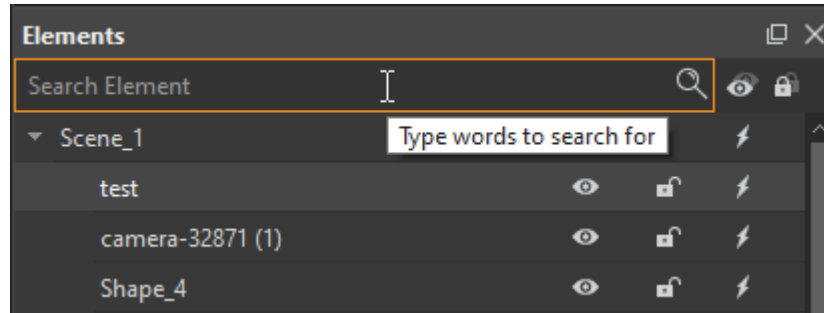 Elements
Search Element
Type words to search for
Scene_1
test
camera-32871 (1)
Shape_4